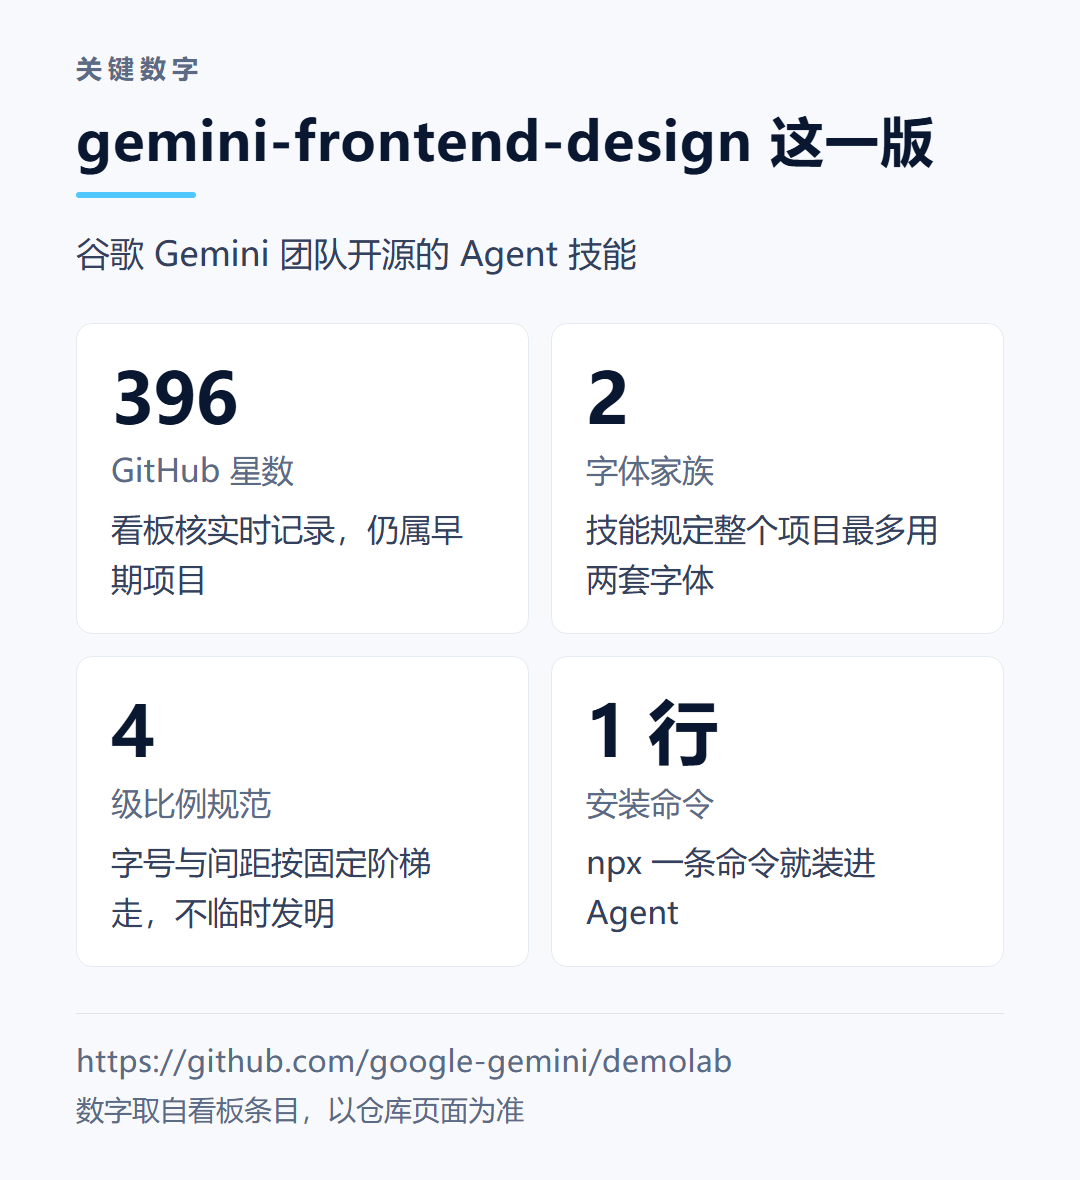 关键数字
gemini-frontend-design 这一版
谷歌 Gemini 团队开源的 Agent 技能
396
GitHub 星数
看板核实时记录，仍属早
期项目
2
字体家族
技能规定整个项目最多用
两套字体
4
级比例规范
字号与间距按固定阶梯
走，不临时发明
1 行
安装命令
npx 一条命令就装进
Agent
https://github.com/google-gemini/demolab
数字取自看板条目，以仓库页面为准